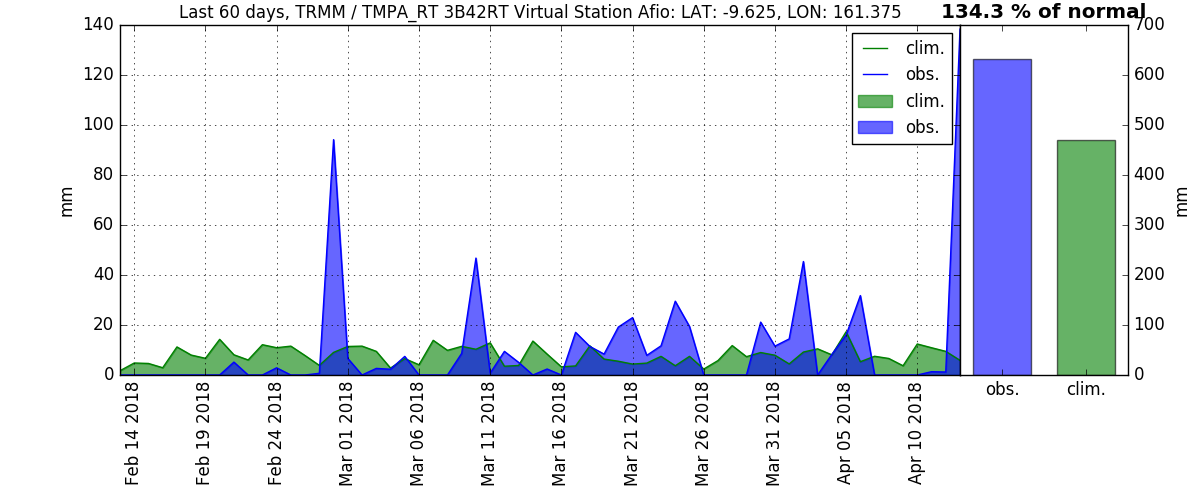 Last 60 days, TRMM / TMPA_RT 3B42RT Virtual Station Afio: LAT: -9.625, LON: 161.375
134.3 % of normal
140
120
100
80
60
40
20
0
mm
clim.
obs.
clim.
obs.
Feb 14 2018
Feb 19 2018
Feb 24 2018
Mar 01 2018
Mar 06 2018
Mar 11 2018
Mar 16 2018
Mar 21 2018
Mar 26 2018
Mar 31 2018
Apr 05 2018
Apr 10 2018
700
600
500
400
300
200
100
0
mm
obs.
clim.